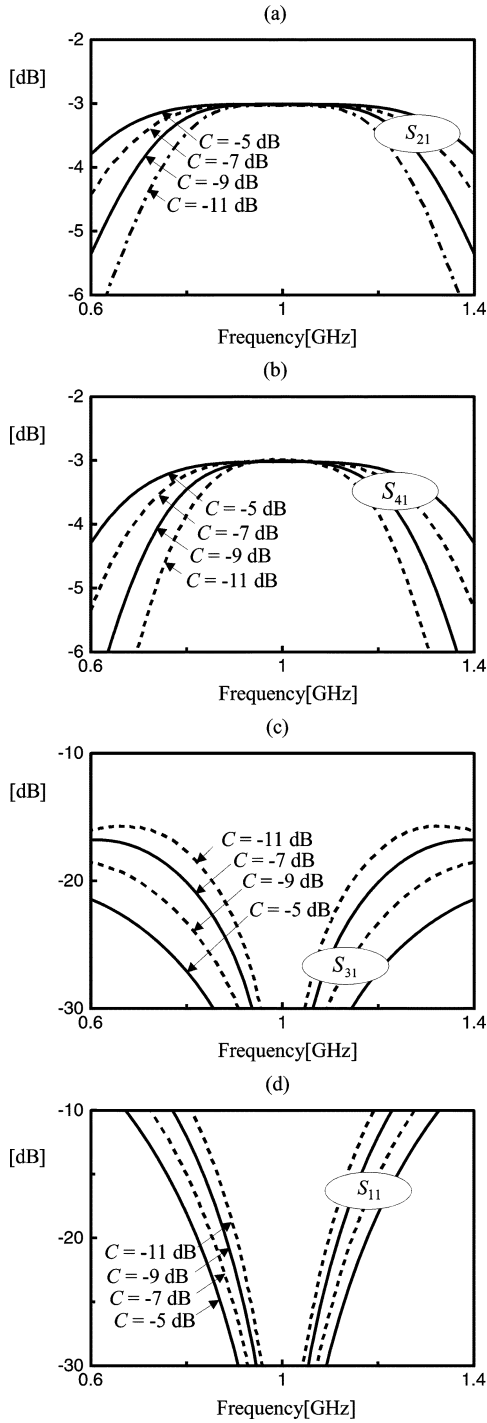 (a)
-2
[dB]
-3
-4
-5
-6
C = -5 dB
C = -7 dB
C = -9 dB
C = -11 dB
S21
0.6
1
1.4
Frequency[GHz]
(b)
-2
[dB]
-3
-4
-5
-6
C = -5 dB
C = -7 dB
C = -9 dB
C = -11 dB
S41
0.6
1
1.4
Frequency[GHz]
(c)
-10
[dB]
-20
-30
C = -11 dB
C = -7 dB
C = -9 dB
C = -5 dB
S31
0.6
1
1.4
Frequency[GHz]
(d)
-10
[dB]
-20
-30
S11
C = -11 dB
C = -9 dB
C = -7 dB
C = -5 dB
0.6
1
1.4
Frequency[GHz]